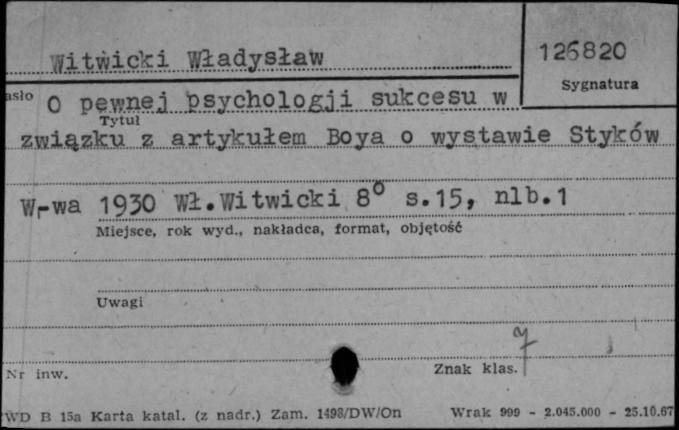 Witwicki Władysław
126820
asło
Sygnatura
O pewnej psychologji sukcesu w
Tytuł
związku z artykułem Boya o wystawie Styków
W-wa 1930 Wł.Witwicki 8° s.15, nlb.1
Miejsce, rok wyd., nakładca, format, objętość
Uwagi
Nr inw.
Znak klas.
WD B 15a Karta katal. (z nadr.) Zam. 1498/DW/On Wrak 999 - 2.045.000 - 25.10.67